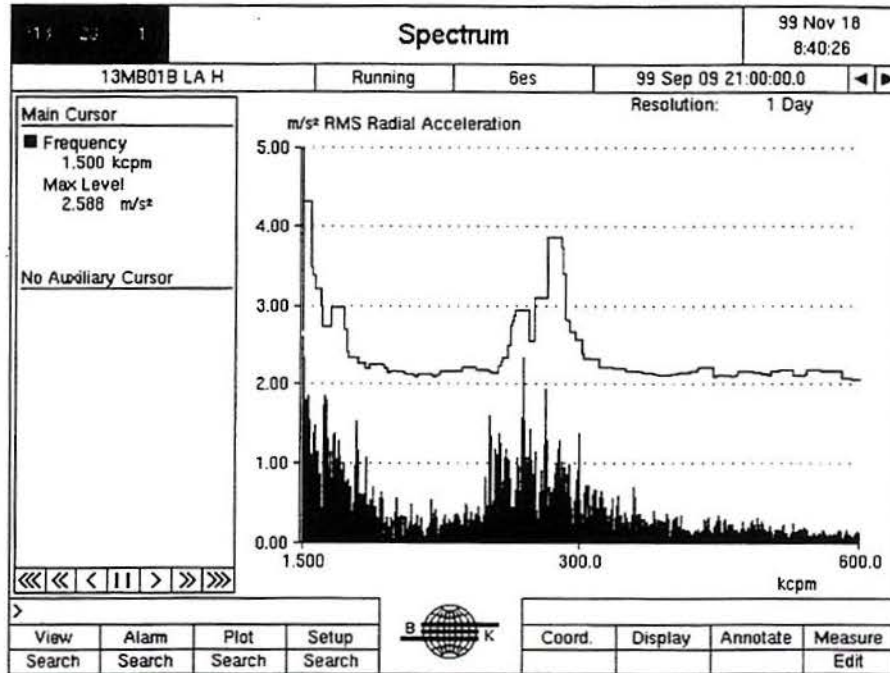 Spectrum
99 Nov 18
8:40:26
13MB01B LA H
Running
6es
99 Sep 09 21:00:00.0
Resolution: 1 Day
Main Cursor
Frequency
1.500 kcpm
Max Level
2.588 m/s²
No Auxiliary Cursor
m/s² RMS Radial Acceleration
5.00
4.00
3.00
2.00
1.00
0.00
1.500
300.0
600.0
kcpm
>
View Alarm Plot Setup
B K
Coord. Display Annotate Measure
Search Search Search Search
Edit